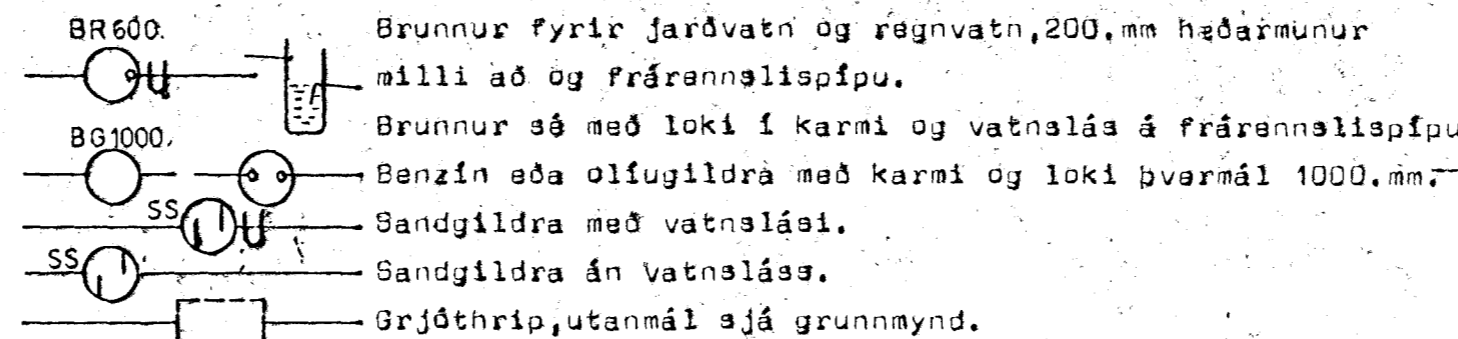 BR600. Brunnur fyrir jarðvatn og regnvatn,200.mm hæðarmunur
milli að og frárennslispípu.
Brunnur sé með loki í karmi og vatnslás á frárennslispípu
BG1000. Benzín eða olíugildra með karmi og loki þvermál 1000.mm.
SS Sandgildra með vatnslási.
SS Sandgildra án vatnsláss.
Grjóthrip,utanmál sjá grunnmynd.